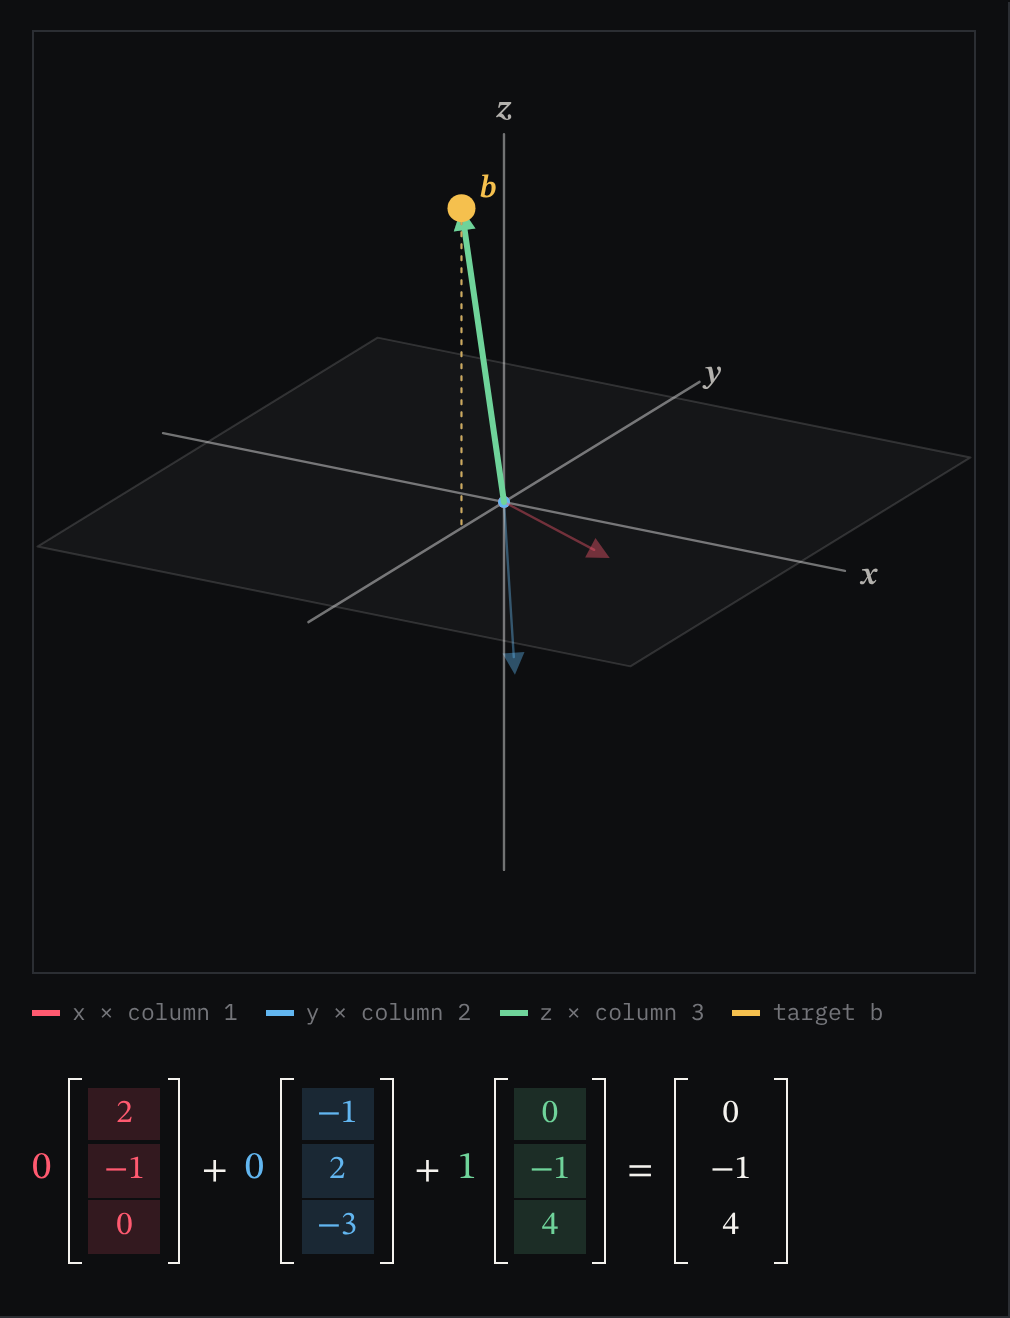 z
b
y
x
x × column 1 y × column 2 z × column 3 target b
2 −1 0 0
0 −1 + 0 2 + 1 −1 = −1
0 −3 4 4